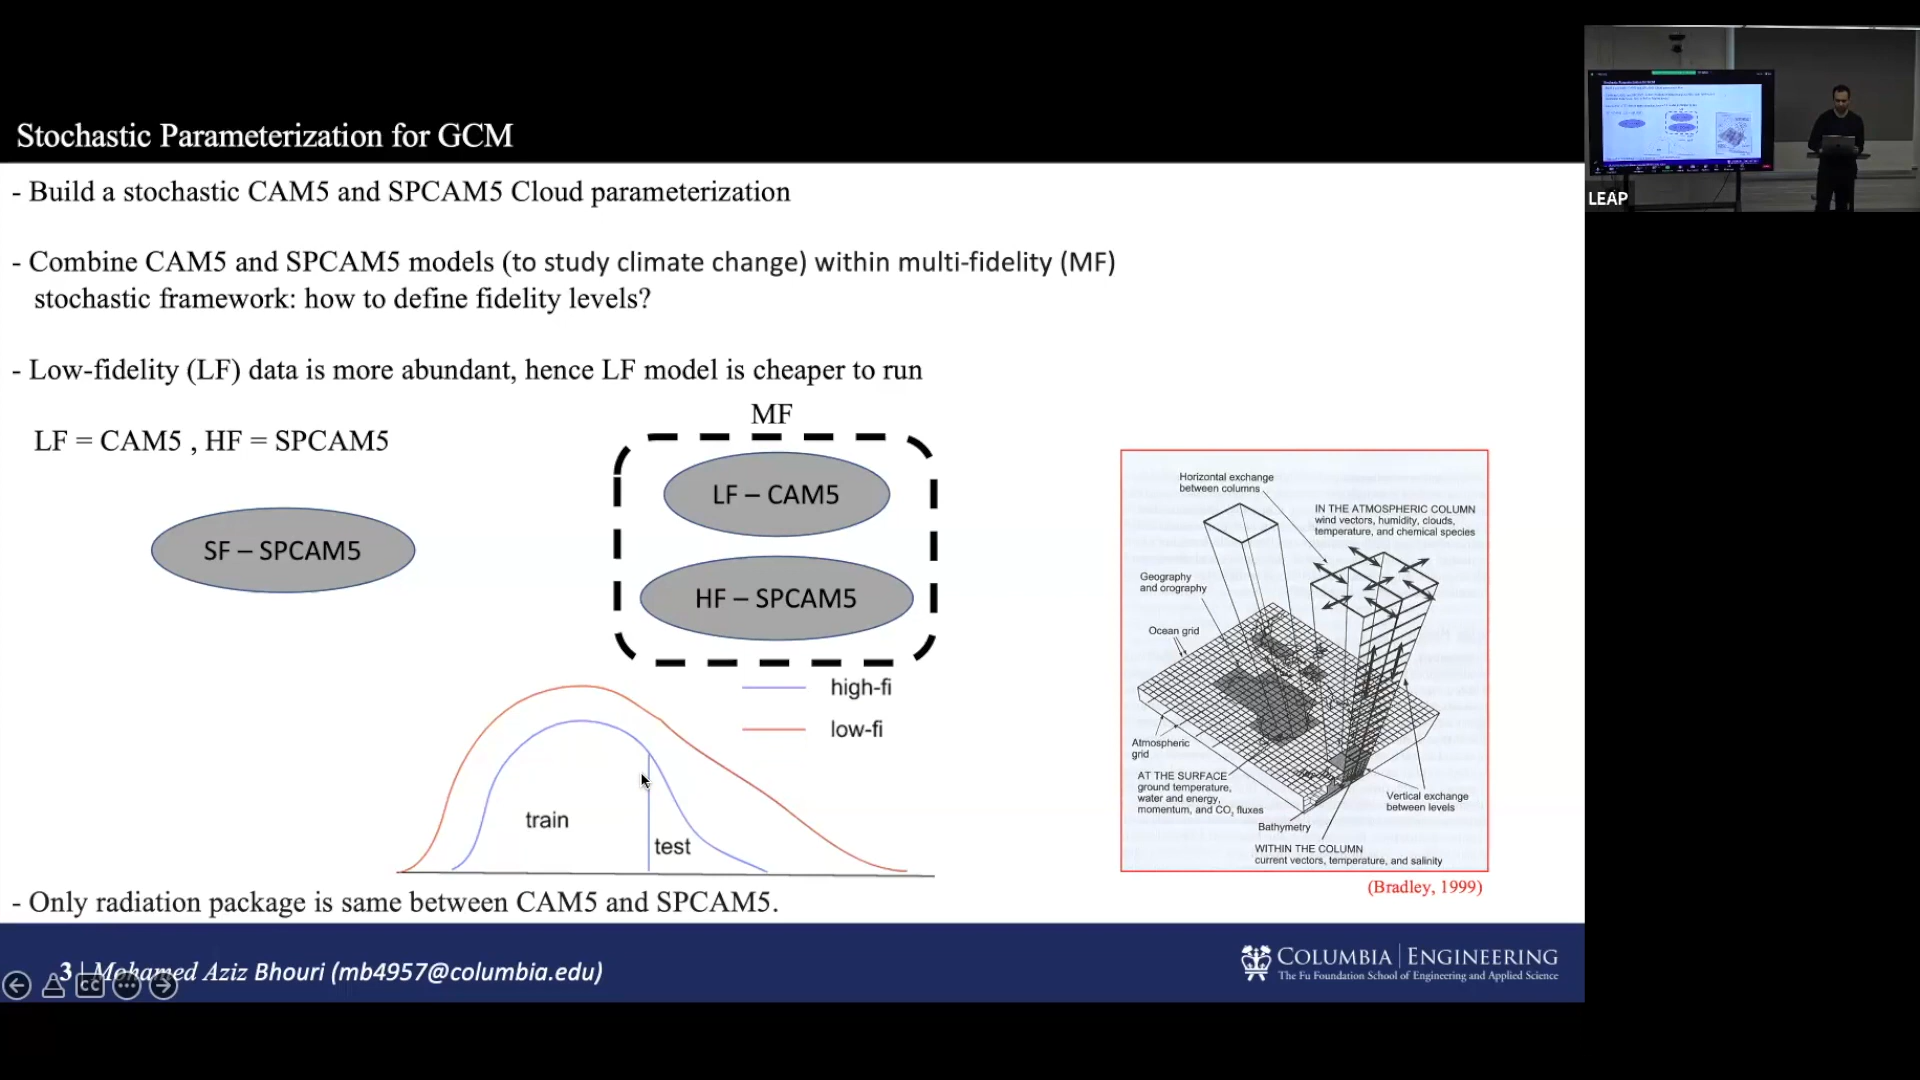 Stochastic Parameterization for GCM
- Build a stochastic CAM5 and SPCAM5 Cloud parameterization
- Combine CAM5 and SPCAM5 models (to study climate change) within multi-fidelity (MF)
stochastic framework: how to define fidelity levels?
- Low-fidelity (LF) data is more abundant, hence LF model is cheaper to run
LF = CAM5 , HF = SPCAM5
SF – SPCAM5
MF
LF – CAM5
HF – SPCAM5
high-fi
low-fi
train
test
Horizontal exchange
between columns
IN THE ATMOSPHERIC COLUMN
wind vectors, humidity, clouds,
temperature, and chemical species
Geography
and orography
Ocean grid
Atmospheric
grid
AT THE SURFACE
ground temperature,
water and energy,
momentum, and CO2 fluxes
Vertical exchange
between levels
Bathymetry
WITHIN THE COLUMN
current vectors, temperature, and salinity
(Bradley, 1999)
- Only radiation package is same between CAM5 and SPCAM5.
3 | Mohamed Aziz Bhouri (mb4957@columbia.edu)
CC
COLUMBIA | ENGINEERING
The Fu Foundation School of Engineering and Applied Science
LEAP